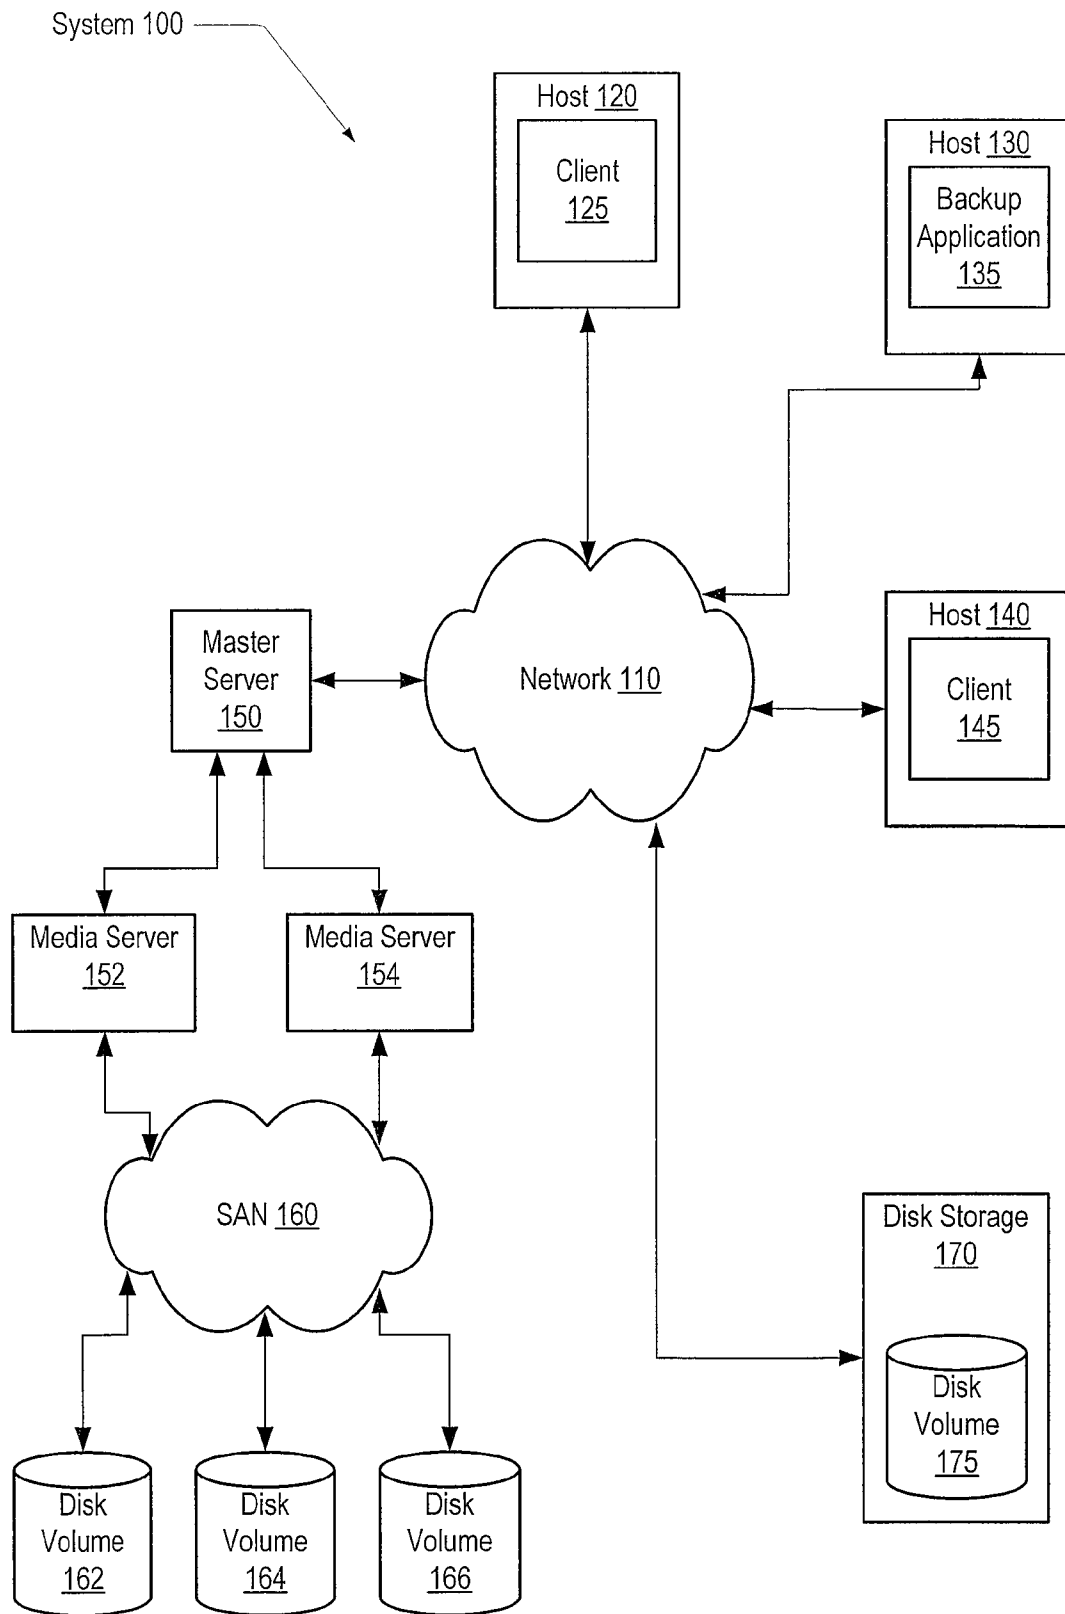 System 100
Host 120
Client
125
Host 130
Backup
Application
135
Master
Server
150
Network 110
Host 140
Client
145
Media Server
152
Media Server
154
SAN 160
Disk Storage
170
Disk
Volume
175
Disk
Volume
162
Disk
Volume
164
Disk
Volume
166